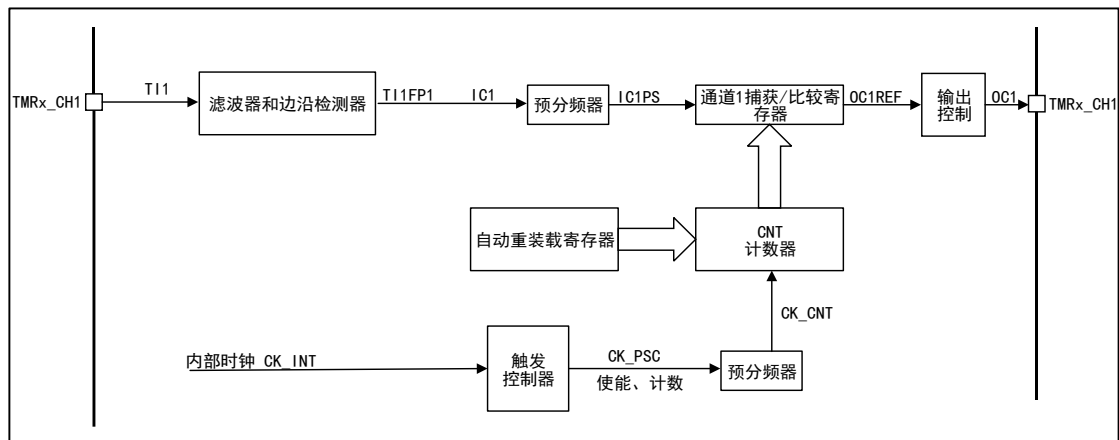 TMRx_CH1
TI1
滤波器和边沿检测器
TI1FP1
IC1
预分频器
IC1PS
通道1捕获/比较寄
存器
OC1REF
输出
控制
OC1
TMRx_CH1
自动重装载寄存器
CNT
计数器
CK_CNT
内部时钟 CK_INT
触发
控制器
CK_PSC
使能、计数
预分频器